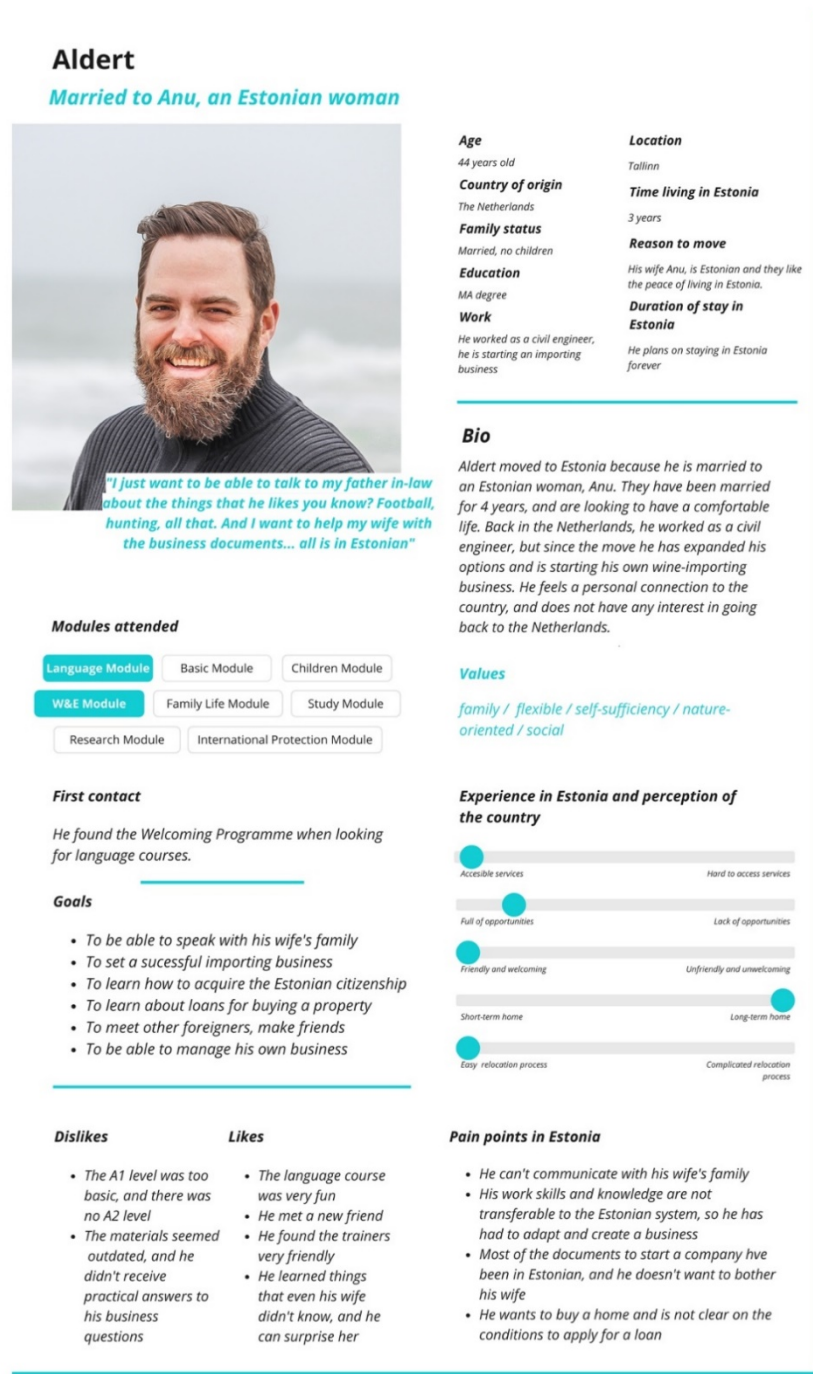 Aldert
Married to Anu, an Estonian woman
Age
44 years old
Country of origin
The Netherlands
Family status
Married, no children
Education
MA degree
Work
He worked as a civil engineer,
he is starting an importing
business
Location
Tallinn
Time living in Estonia
3 years
Reason to move
His wife Anu, is Estonian and they like
the peace of living in Estonia.
Duration of stay in
Estonia
He plans on staying in Estonia
forever
"I just want to be able to talk to my father in-law
about the things that he likes you know? Football,
hunting, all that. And I want to help my wife with
the business documents... all is in Estonian"
Bio
Aldert moved to Estonia because he is married to
an Estonian woman, Anu. They have been married
for 4 years, and are looking to have a comfortable
life. Back in the Netherlands, he worked as a civil
engineer, but since the move he has expanded his
options and is starting his own wine-importing
business. He feels a personal connection to the
country, and does not have any interest in going
back to the Netherlands.
Values
family / flexible / self-sufficiency / nature-
oriented / social
Modules attended
Language Module Basic Module Children Module
W&E Module Family Life Module Study Module
Research Module International Protection Module
First contact
He found the Welcoming Programme when looking
for language courses.
Goals
• To be able to speak with his wife's family
• To set a sucessful importing business
• To learn how to acquire the Estonian citizenship
• To learn about loans for buying a property
• To meet other foreigners, make friends
• To be able to manage his own business
Experience in Estonia and perception of
the country
Accesible services Hard to access services
Full of opportunities Lack of opportunities
Friendly and welcoming Unfriendly and unwelcoming
Short-term home Long-term home
Easy relocation process Complicated relocation
process
Dislikes
• The A1 level was too
basic, and there was
no A2 level
• The materials seemed
outdated, and he
didn't receive
practical answers to
his business
questions
Likes
• The language course
was very fun
• He met a new friend
• He found the trainers
very friendly
• He learned things
that even his wife
didn't know, and he
can surprise her
Pain points in Estonia
• He can't communicate with his wife's family
• His work skills and knowledge are not
transferable to the Estonian system, so he has
had to adapt and create a business
• Most of the documents to start a company hve
been in Estonian, and he doesn't want to bother
his wife
• He wants to buy a home and is not clear on the
conditions to apply for a loan